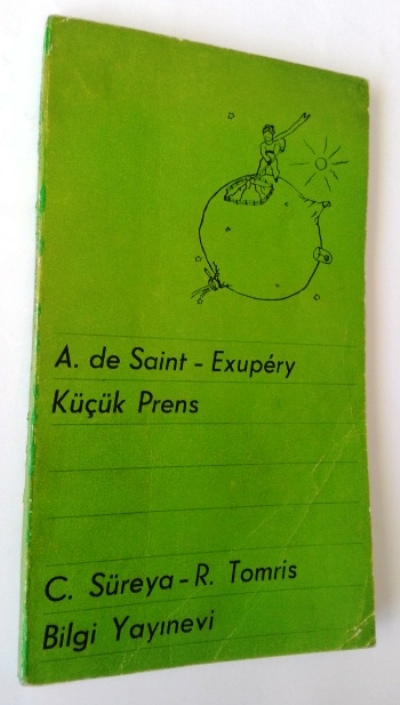 A. de Saint - Exupéry
Küçük Prens
C. Süreya - R. Tomris
Bilgi Yayınevi